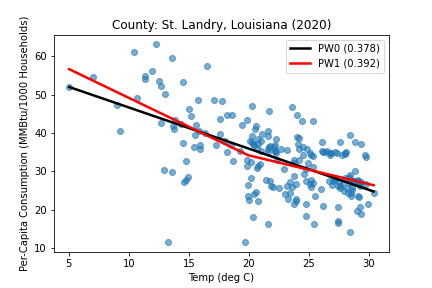 County: St. Landry, Louisiana (2020)
Per-Capita Consumption (MMBtu/1000 Households)
60
50
40
30
20
10
PW0 (0.378)
PW1 (0.392)
5
10
15
20
25
30
Temp (deg C)